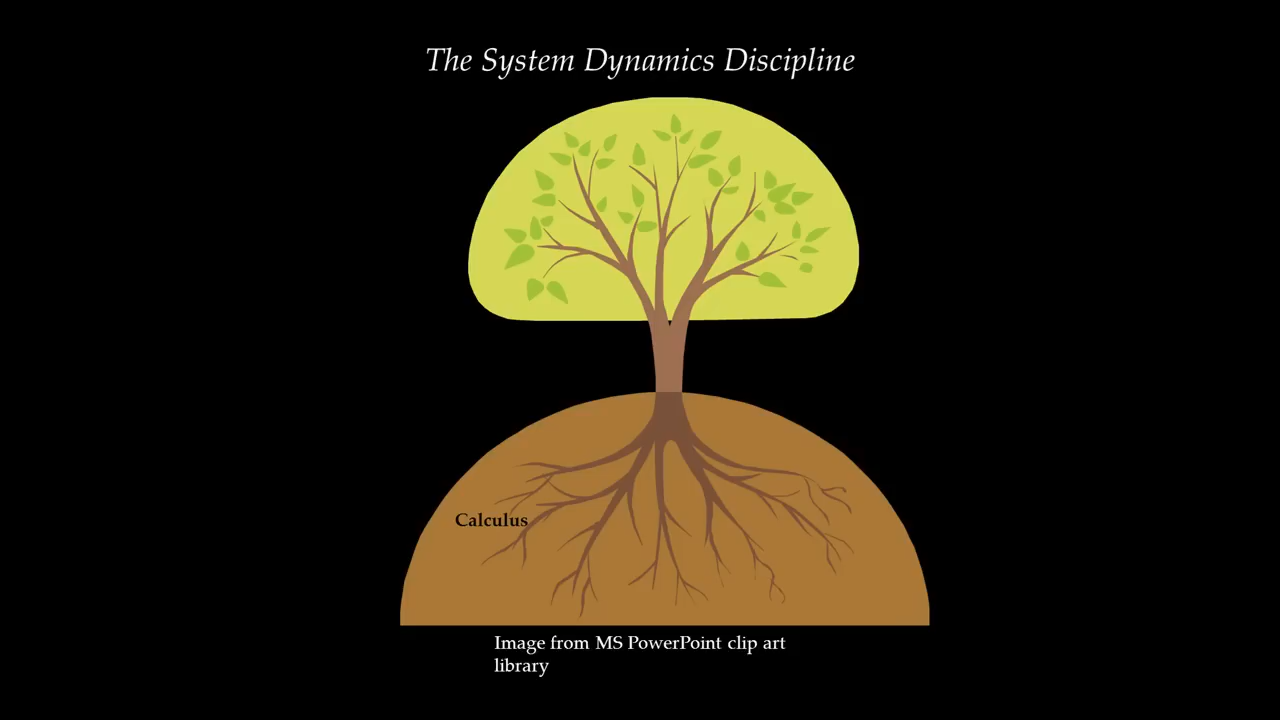 The System Dynamics Discipline
Calculus
Image from MS PowerPoint clip art
library